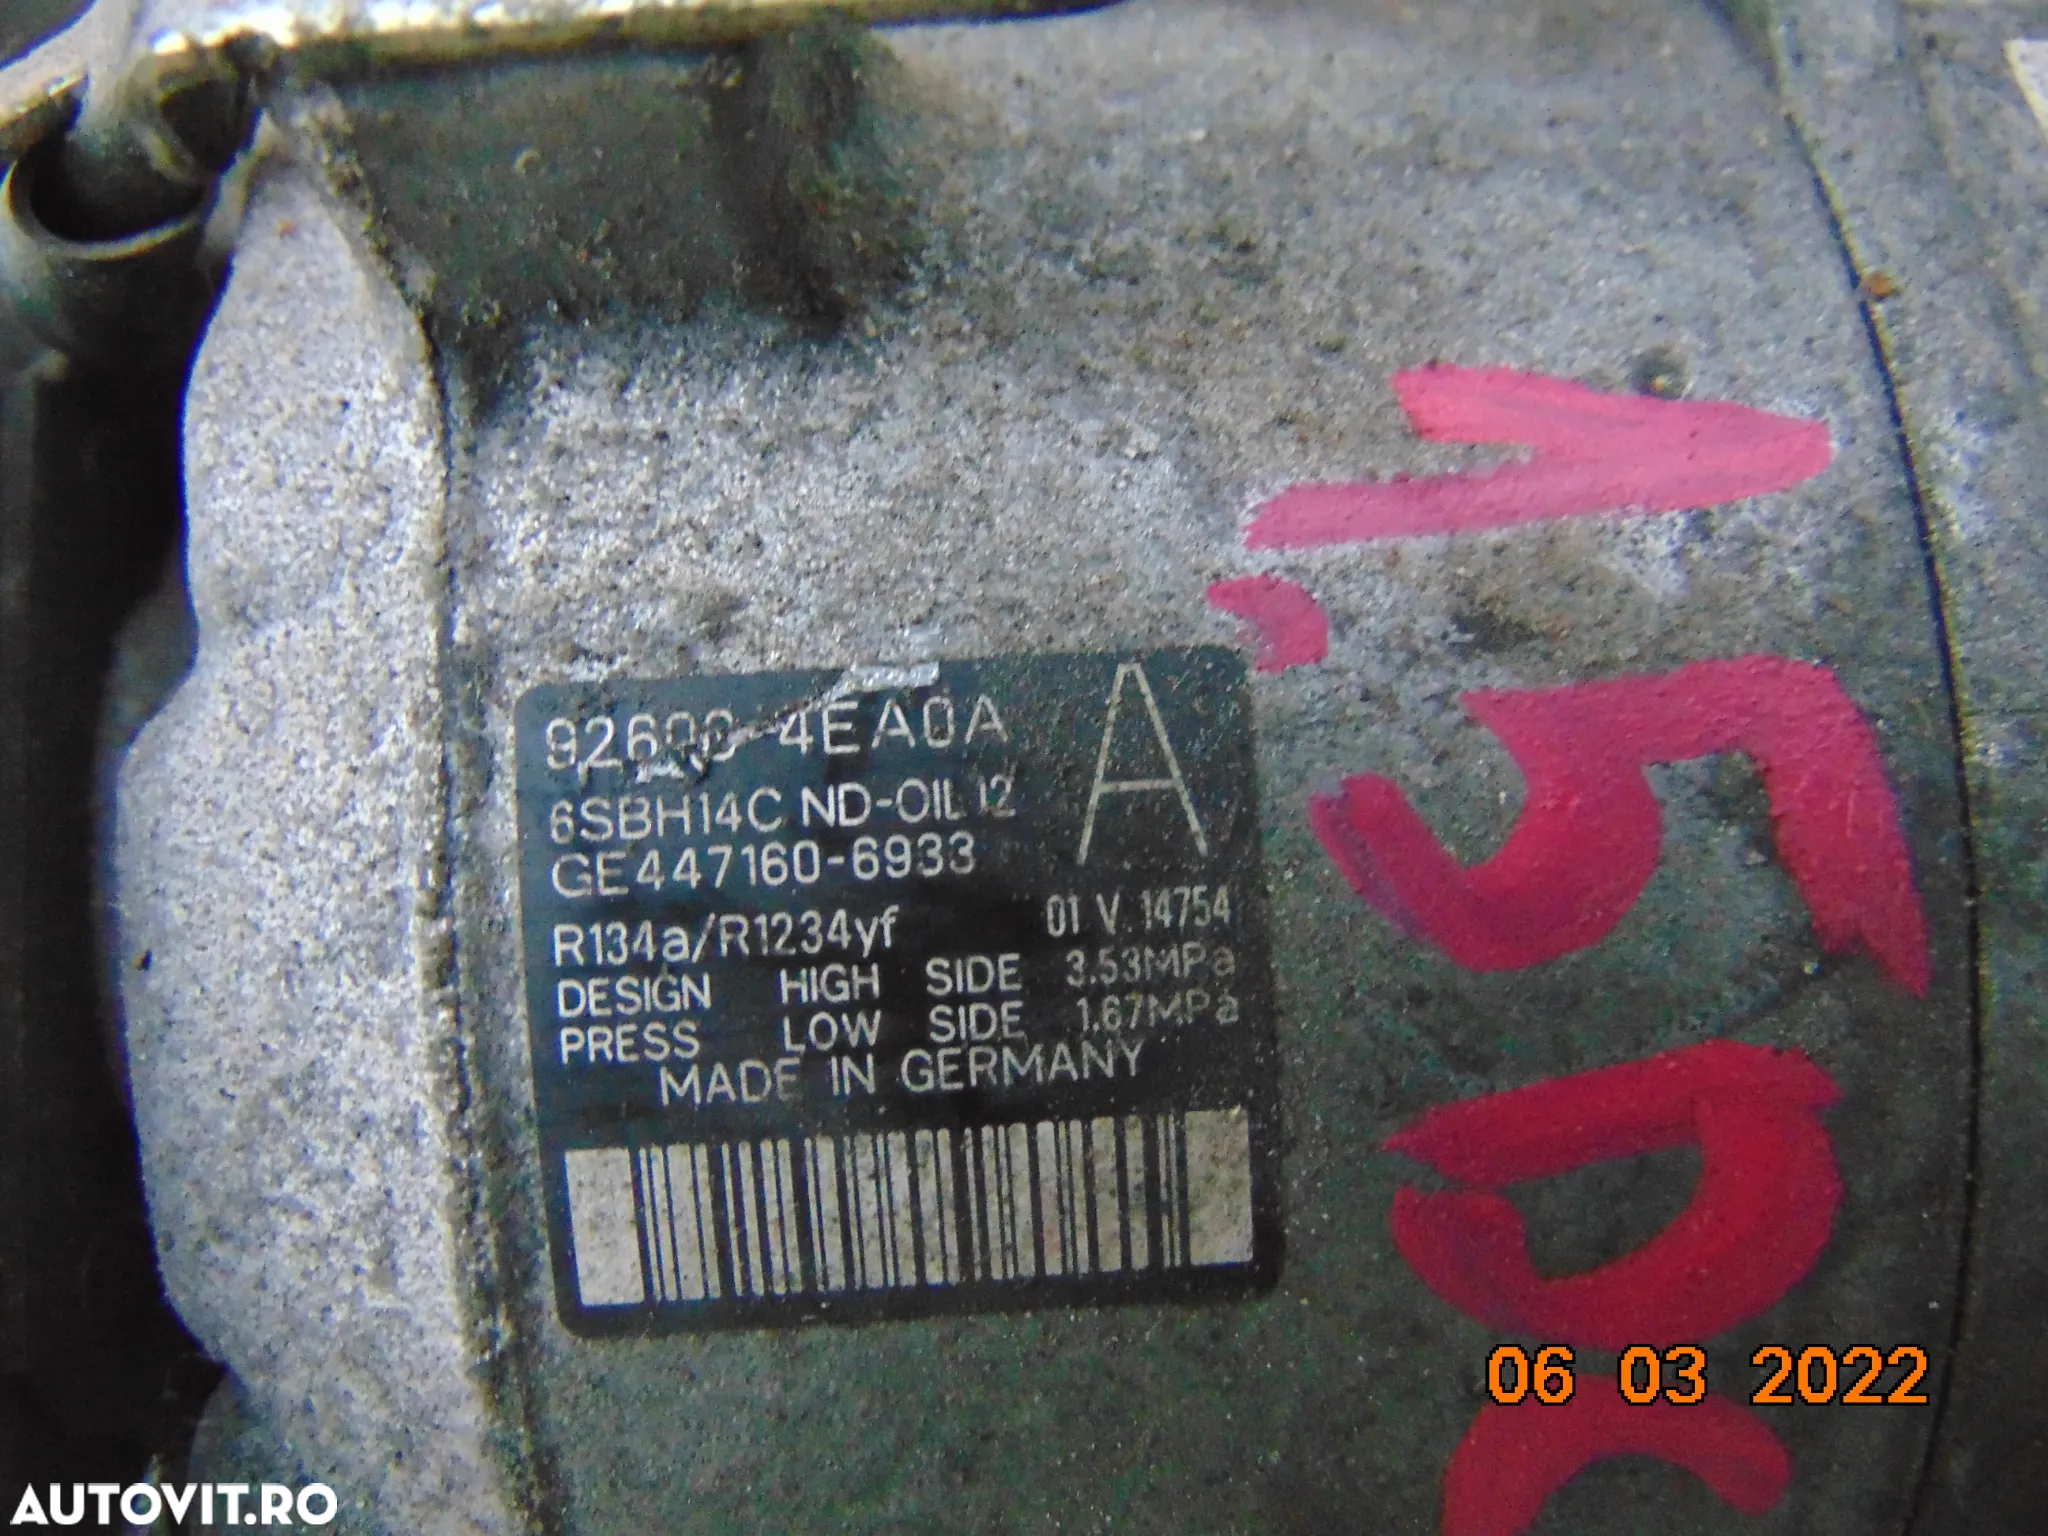 92600-4EA0A
A
6SBH14C ND-OIL 12
GE447160-6933
R134a/R1234yf 01 V 14754
DESIGN HIGH SIDE 3.53MPa
PRESS LOW SIDE 1.67MPa
MADE IN GERMANY
06 03 2022
AUTOVIT.RO